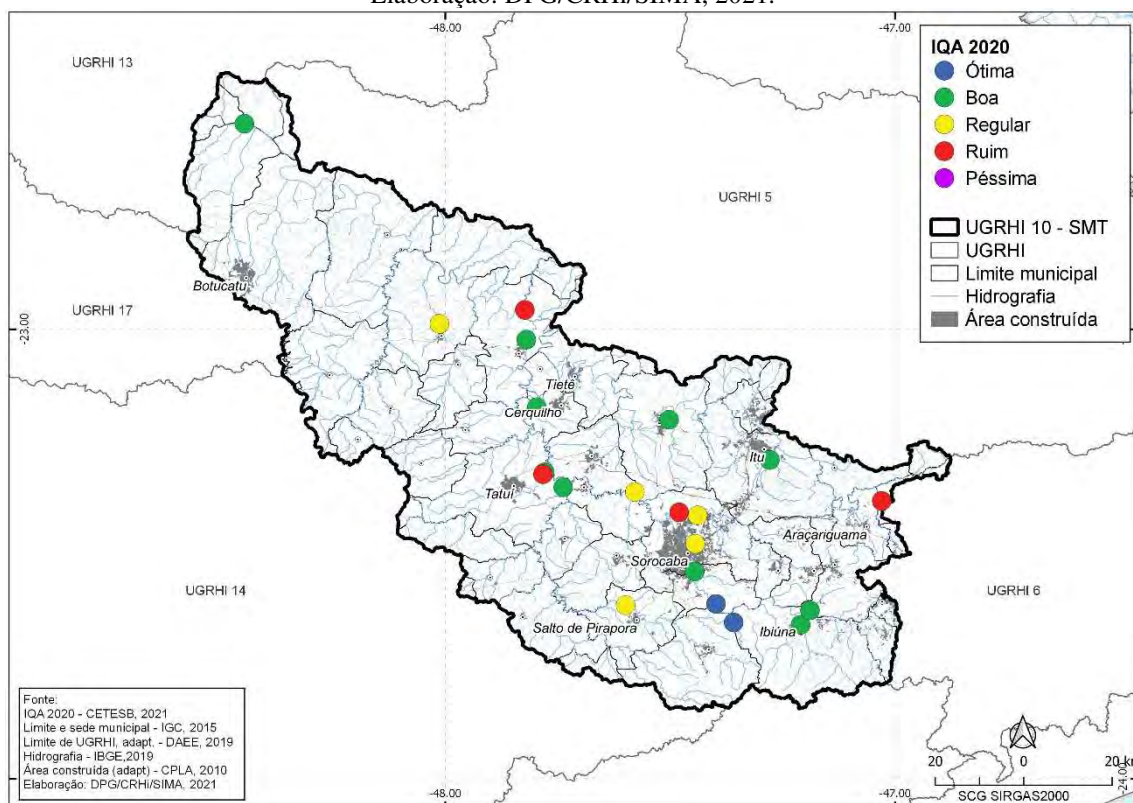 Elaboração: DPG/CRHi/SIMA, 2021.
-48.00
-47.00
UGRHI 13
IQA 2020
Ótima
Boa
Regular
Ruim
Péssima
UGRHI 10 - SMT
UGRHI
Limite municipal
Hidrografia
Área construída
UGRHI 5
Botucatu
UGRHI 17
-23.00
Tietê
Cerquilho
Itu
Tatuí
Araçariguama
Sorocaba
UGRHI 14
UGRHI 6
Salto de Pirapora
Ibiúna
Fonte:
IQA 2020 - CETESB, 2021
Limite e sede municipal - IGC, 2015
Limite de UGRHI, adapt. - DAEE, 2019
Hidrografia - IBGE,2019
Área construída (adapt) - CPLA, 2010
Elaboração: DPG/CRHi/SIMA, 2021
20 0 20 km
SCG SIRGAS2000
-24.00
-48.00
-47.00